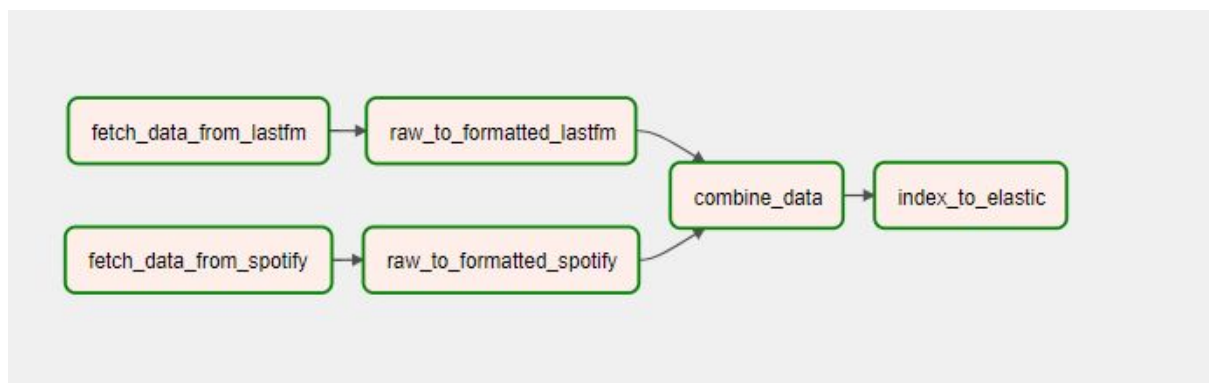 fetch_data_from_lastfm
raw_to_formatted_lastfm
combine_data
index_to_elastic
fetch_data_from_spotify
raw_to_formatted_spotify